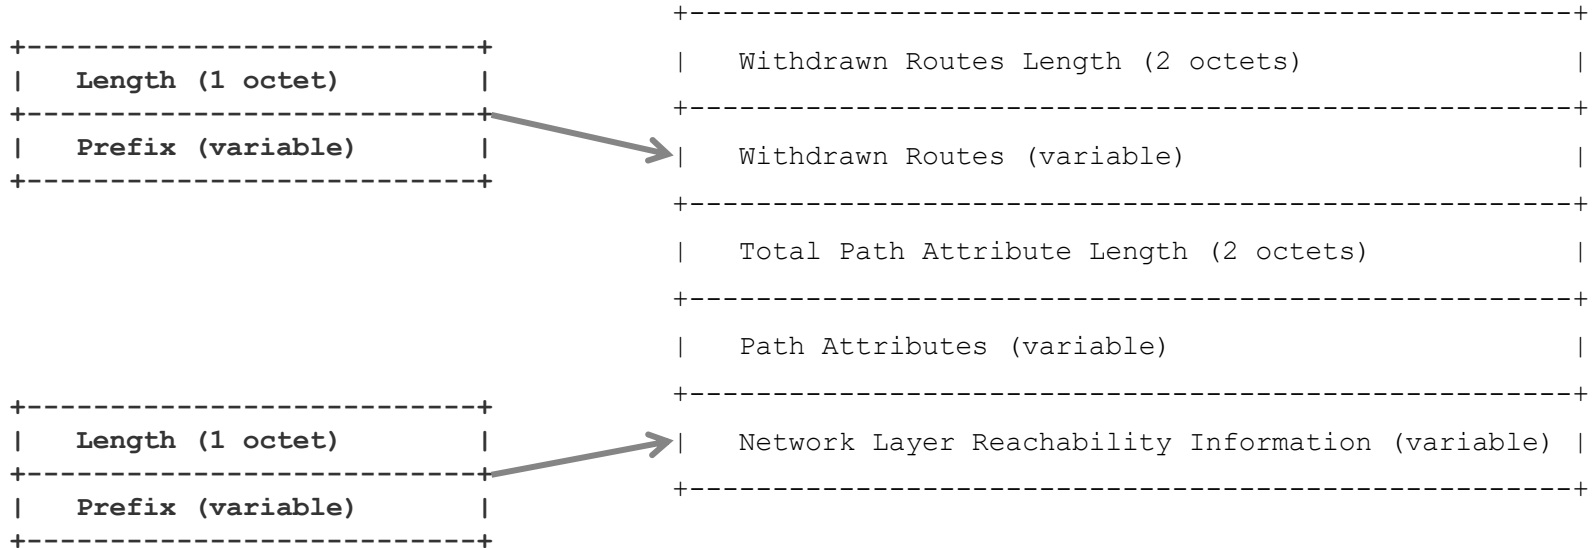 +----------------------------+
|   Length (1 octet)         |
+----------------------------+
|   Prefix (variable)        |
+----------------------------+
+----------------------------+
|   Length (1 octet)         |
+----------------------------+
|   Prefix (variable)        |
+----------------------------+
+-----------------------------------------------------+
|   Withdrawn Routes Length (2 octets)                |
+-----------------------------------------------------+
|   Withdrawn Routes (variable)                       |
+-----------------------------------------------------+
|   Total Path Attribute Length (2 octets)            |
+-----------------------------------------------------+
|   Path Attributes (variable)                        |
+-----------------------------------------------------+
|   Network Layer Reachability Information (variable) |
+-----------------------------------------------------+